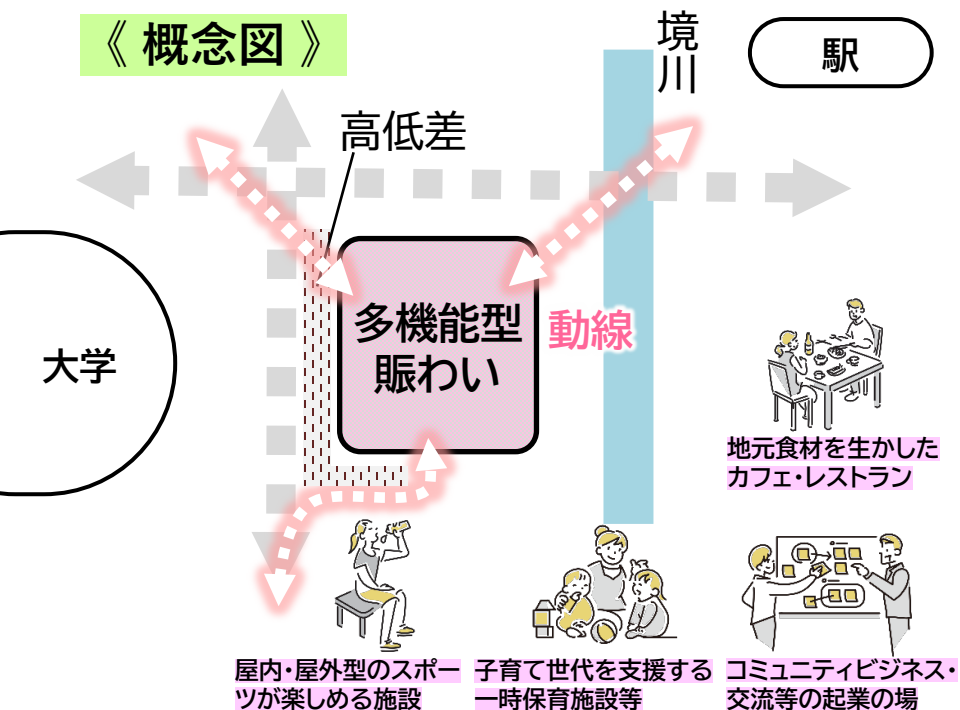 《 概念図 》
境川
駅
高低差
多機能型
賑わい
動線
大学
地元食材を生かした
カフェ・レストラン
屋内・屋外型のスポー
ツが楽しめる施設
子育て世代を支援する
一時保育施設等
コミュニティビジネス・
交流等の起業の場